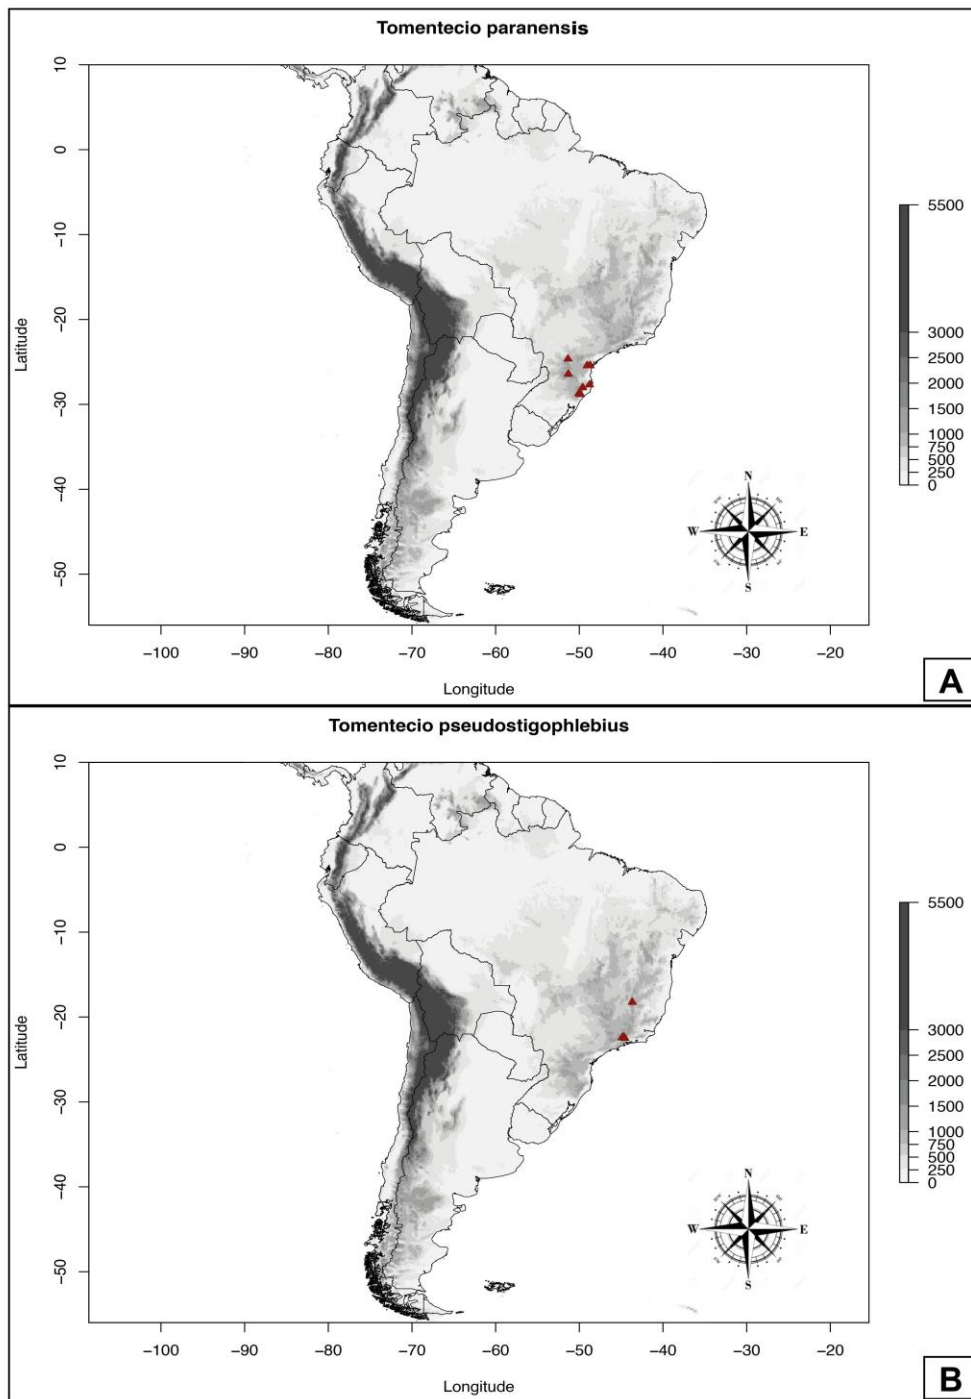 Tomentecio paranensis
10
0
−10
−20
−30
−40
−50
Latitude
5500
3000
2500
2000
1500
1000
750
500
250
0
N
W
E
S
−100 −90 −80 −70 −60 −50 −40 −30 −20
Longitude
A
Tomentecio pseudostigophlebius
10
0
−10
−20
−30
−40
−50
Latitude
5500
3000
2500
2000
1500
1000
750
500
250
0
N
W
E
S
−100 −90 −80 −70 −60 −50 −40 −30 −20
Longitude
B